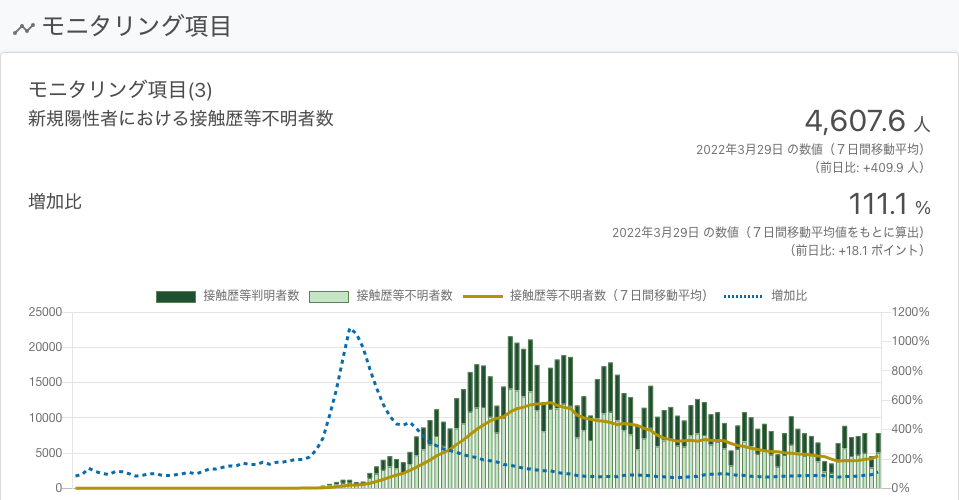 モニタリング項目
モニタリング項目(3)
新規陽性者における接触歴等不明者数
4,607.6 人
2022年3月29日 の数値（７日間移動平均）
（前日比: +409.9 人）
増加比
111.1 %
2022年3月29日 の数値（７日間移動平均値をもとに算出）
（前日比: +18.1 ポイント）
接触歴等判明者数 接触歴等不明者数 接触歴等不明者数（７日間移動平均） 増加比
25000 1200%
20000 1000%
15000 800%
10000 600%
5000 400%
0 200%
0%